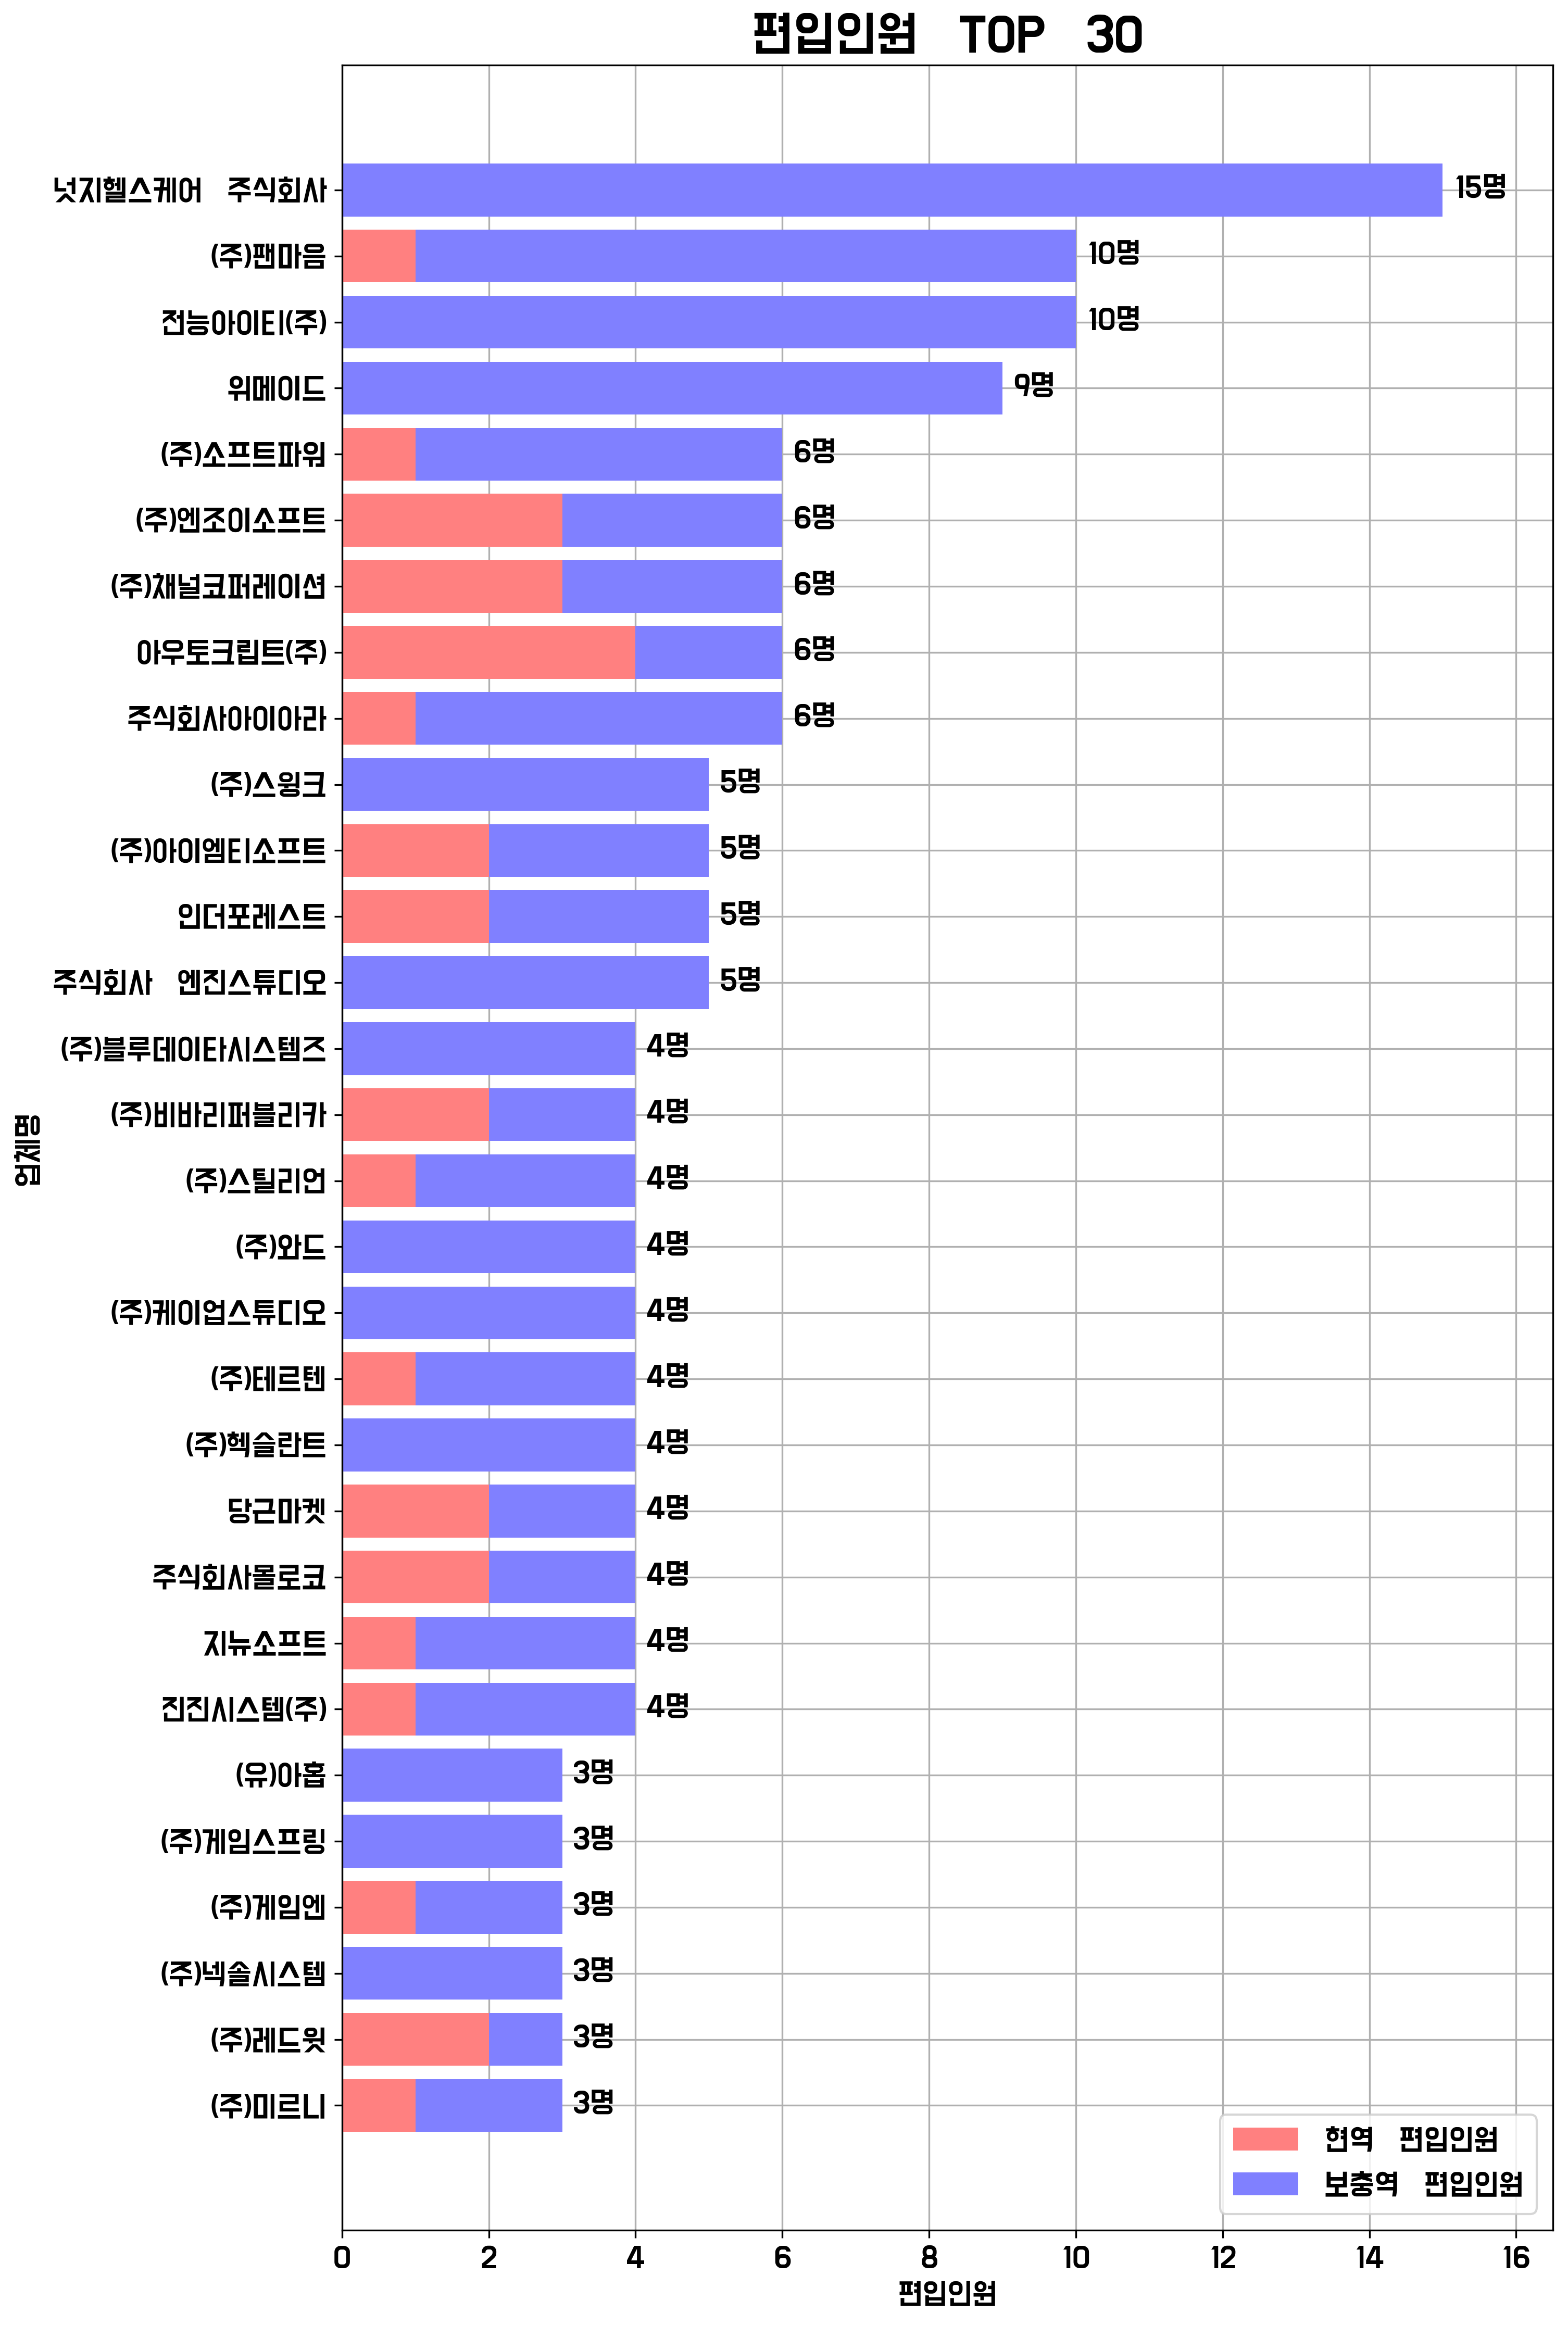 편입인원 TOP 30
넛지헬스케어 주식회사 15명
(주)팬마음 10명
전능아이티(주) 10명
위메이드 9명
(주)소프트파워 6명
(주)엔조이소프트 6명
(주)채널코퍼레이션 6명
아우토크립트(주) 6명
주식회사아이아라 6명
(주)스윙크 5명
(주)아이엠티소프트 5명
인더포레스트 5명
주식회사 엔진스튜디오 5명
(주)블루데이타시스템즈 4명
(주)비바리퍼블리카 4명
(주)스틸리언 4명
(주)와드 4명
(주)케이업스튜디오 4명
(주)테르텐 4명
(주)헥슬란트 4명
당근마켓 4명
주식회사몰로코 4명
지뉴소프트 4명
진진시스템(주) 4명
(유)아홉 3명
(주)게임스프링 3명
(주)게임엔 3명
(주)넥솔시스템 3명
(주)레드윗 3명
(주)미르니 3명
업체명
현역 편입인원
보충역 편입인원
0 2 4 6 8 10 12 14 16
편입인원